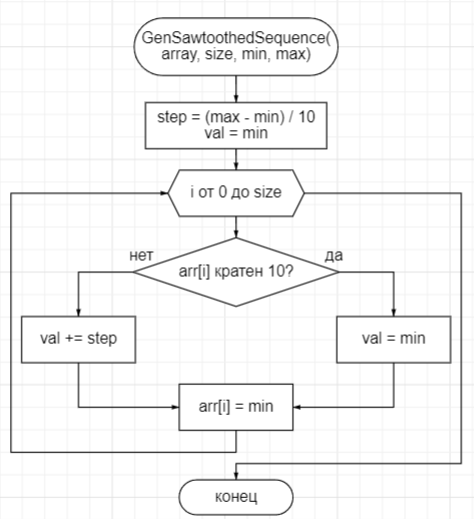 GenSawtoothedSequence(
array, size, min, max)
step = (max - min) / 10
val = min
i от 0 до size
нет
да
arr[i] кратен 10?
val += step
val = min
arr[i] = min
конец